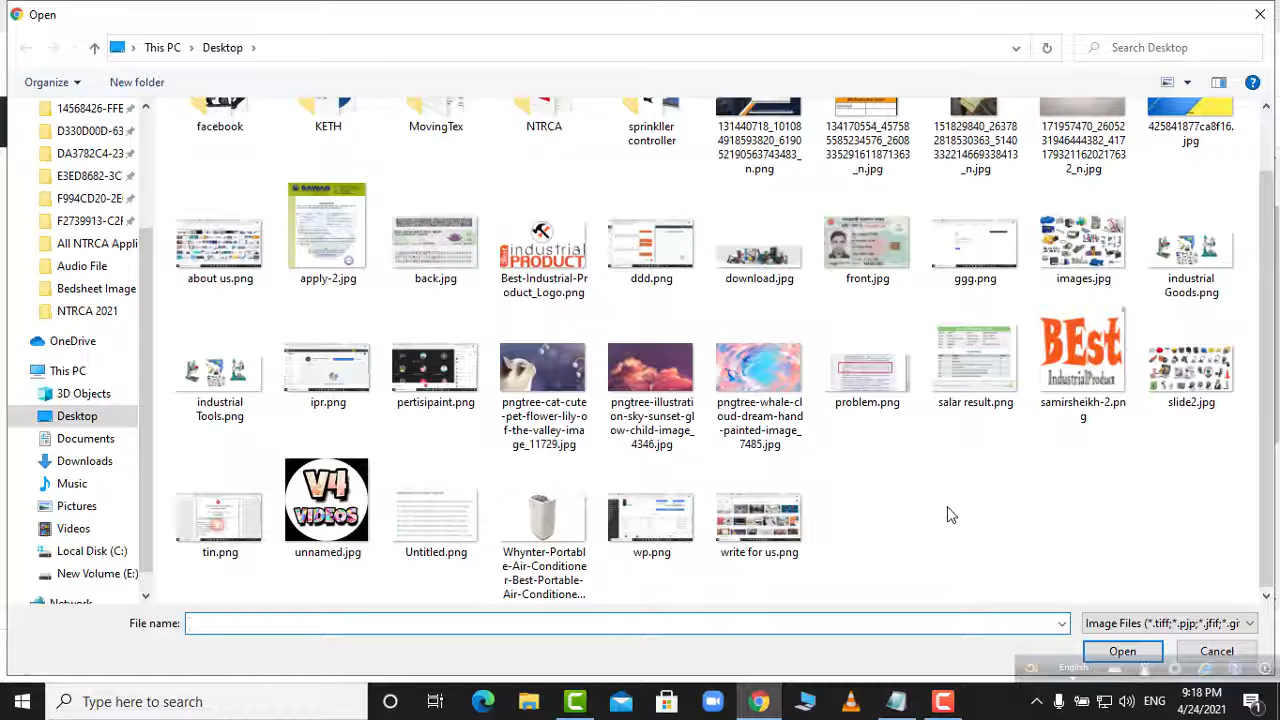 Open
This PC
Desktop
Search Desktop
Organize
New folder
14568426-FFE
D330D00D-63
DA3782C4-23
E3ED8682-3C
F994CD20-2E
F2739913-C2F
All NTRCA Appli
Audio File
Bedsheet Image
NTRCA 2021
OneDrive
This PC
3D Objects
Desktop
Documents
Downloads
Music
Pictures
Videos
Local Disk (C:)
New Volume (E:)
Network
facebook
KETH
MovingTex
NTRCA
sprinkller
controller
131440718_10108
4918593820_6190
52190563743483_
n.png
134170554_45758
5585234576_2608
335291611871363
_n.jpg
151829840_26378
2818530363_5140
332214669338413
_n.jpg
171957470_26052
31946444382_417
179321162021763
2_n.jpg
425841877ca8f16.
jpg
about us.png
apply-2.jpg
back.jpg
Best-Industrial-Pr
oduct_Logo.png
ddd.png
download.jpg
front.jpg
ggg.png
images.jpg
industrial
Goods.png
industrial
PRODUCT
industrial
Tools.png
ipr.png
pertisipaint.png
pngtree-cat-cute
-pet-flower-lily-o
f-the-valley-ima
ge_11729.jpg
pngtree-illustrati
on-sky-sunset-gl
ow-child-image_
4346.jpg
pngtree-whale-cl
oud-dream-hand
-painted-image_
7485.jpg
problem.png
salar result.png
samirsheikh-2.pn
g
slide2.jpg
BEst
IndustrialProduct
tin.png
unnamed.jpg
Untitled.png
Whynter-Portabl
e-Air-Conditione
r-Best-Portable-
Air-Conditione...
wp.png
write for us.png
V4
VIDEOS
File name:
Image Files (*.tiff;*.pjp;*.jfif;*.gi
Open
Cancel
English
Type here to search
ENG
9:18 PM
4/24/2021